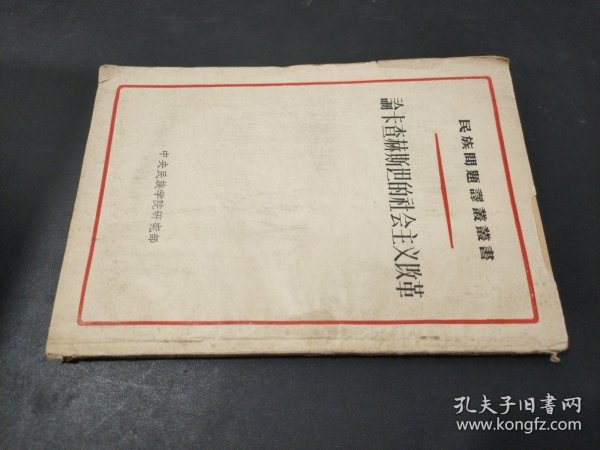 民族問題譯叢叢書
論卡查赫斯坦的社会主义改革
中央民族学院研究部
孔夫子旧书网
www.kongfz.com